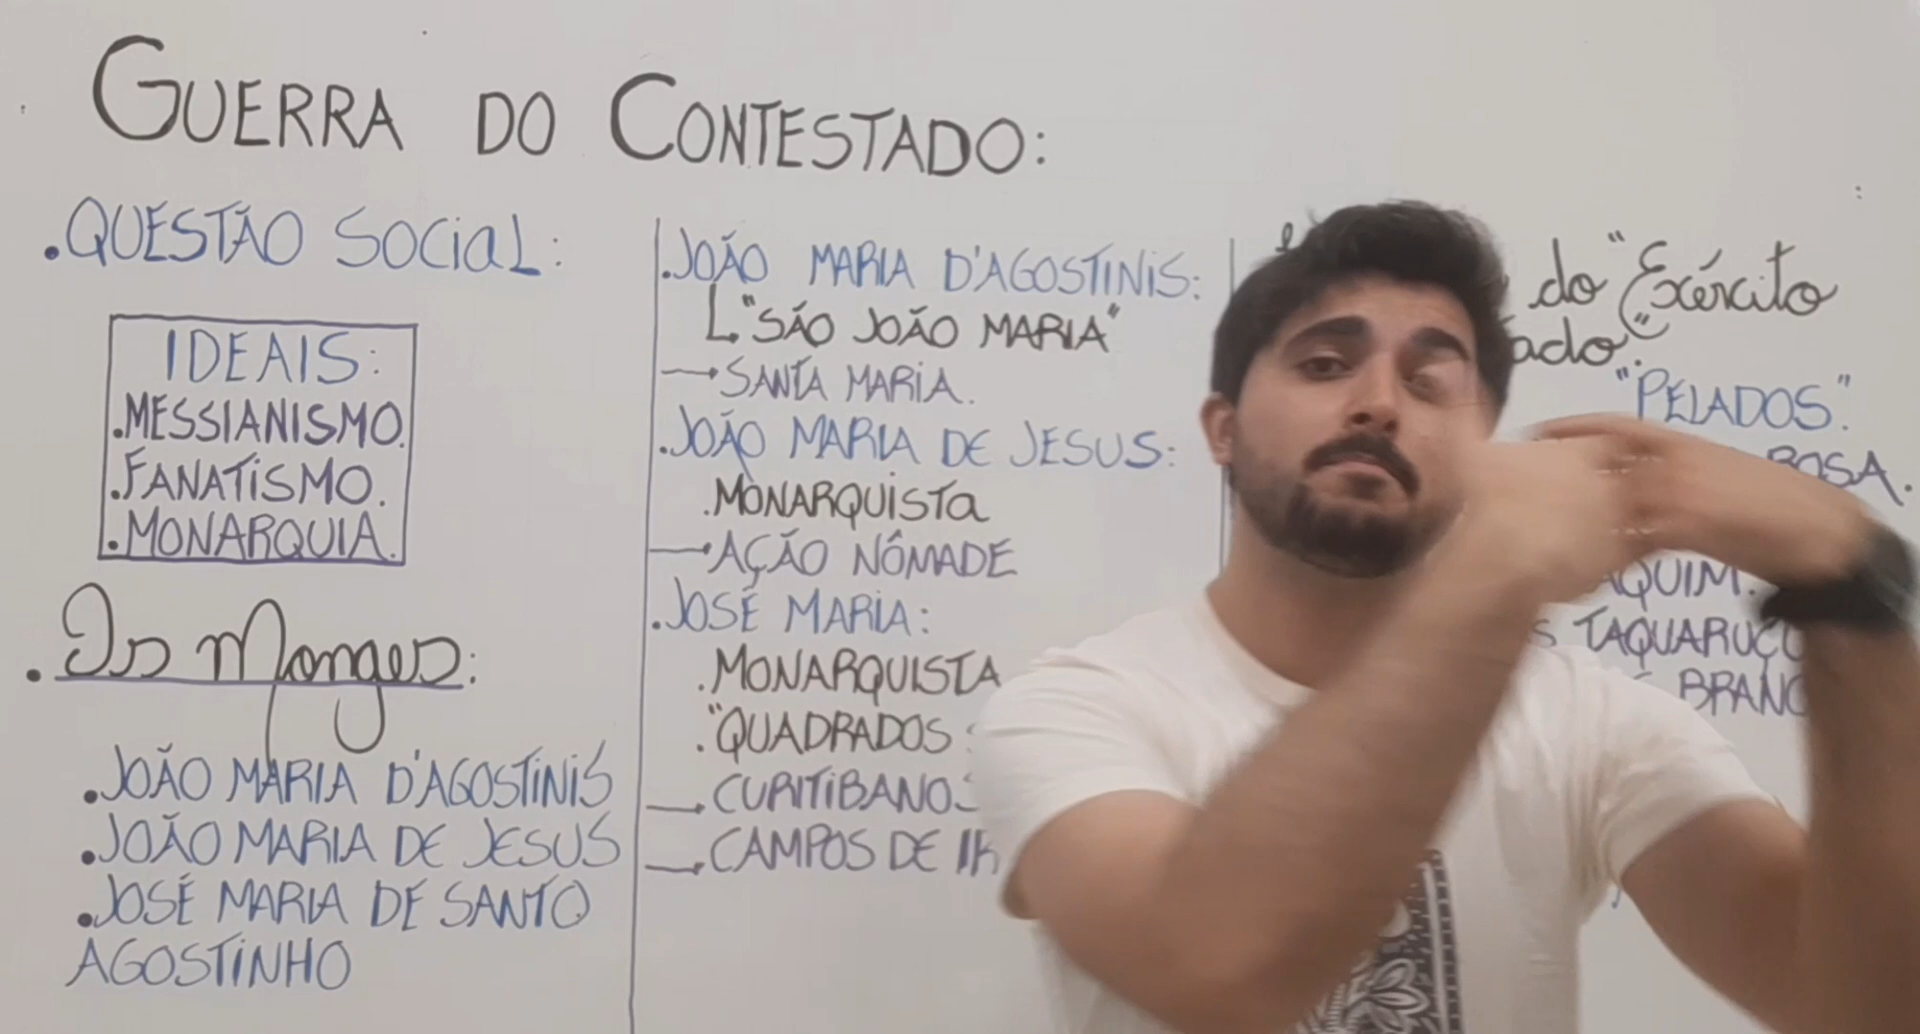 GUERRA DO CONTESTADO:
.QUESTÃO SOCIAL:
IDEAIS:
.MESSIANISMO.
.FANATISMO.
.MONARQUIA.
.Os Monges:
.JOÃO MARIA D'AGOSTINIS
.JOÃO MARIA DE JESUS
.JOSÉ MARIA DE SANTO
AGOSTINHO
.JOÃO MARIA D'AGOSTINIS:
"SÃO JOÃO MARIA"
→SANTA MARIA.
.JOÃO MARIA DE JESUS:
.MONARQUISTA
→AÇÃO NÔMADE
.JOSÉ MARIA:
.MONARQUISTA
."QUADRADOS
→CURITIBANOS
→CAMPOS DE
do "Exército
"PELADOS".
ROSA.
TAQUARUÇU